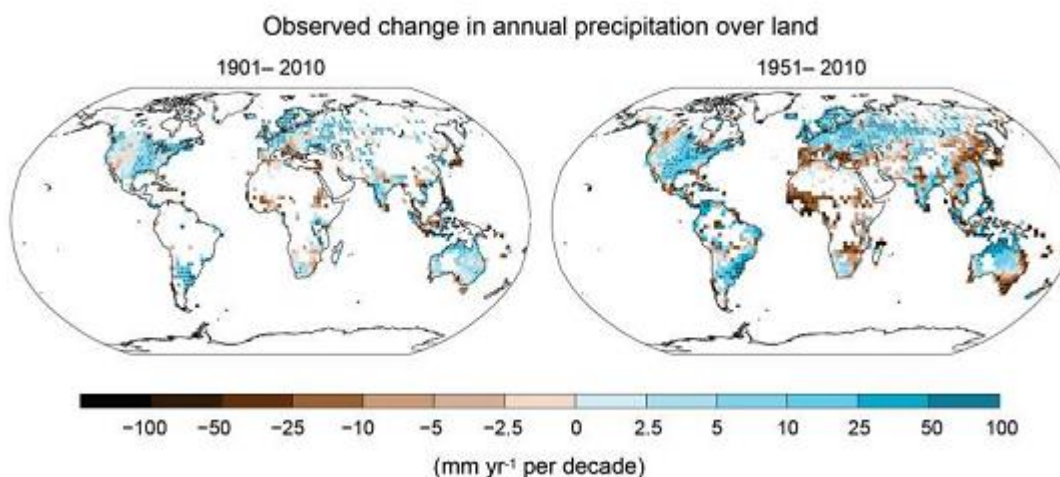 Observed change in annual precipitation over land
1901– 2010
1951– 2010
−100 −50 −25 −10 −5 −2.5 0 2.5 5 10 25 50 100
(mm yr⁻¹ per decade)